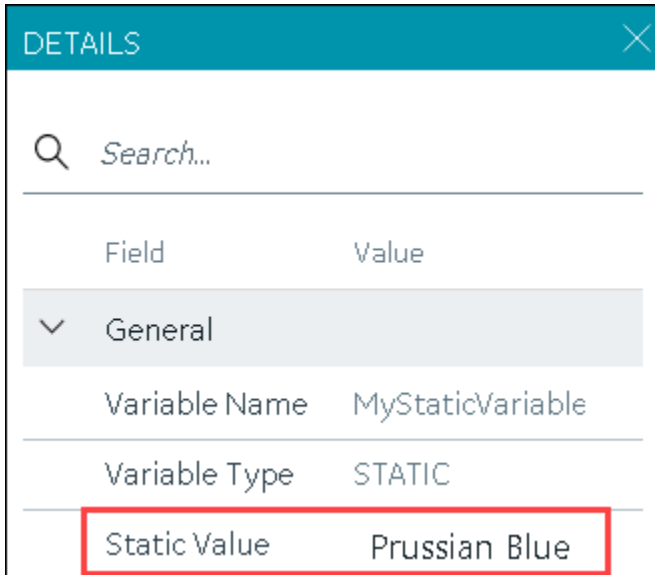 DETAILS
Search...
Field Value
General
Variable Name MyStaticVariable
Variable Type STATIC
Static Value Prussian Blue